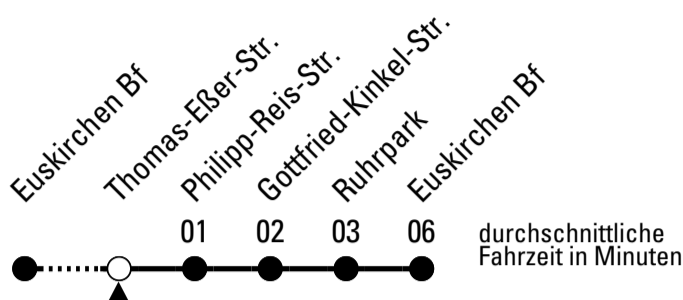 Euskirchen Bf
Thomas-Eßer-Str.
Philipp-Reis-Str.
Gottfried-Kinkel-Str.
Ruhrpark
Euskirchen Bf
01 02 03 06
durchschnittliche
Fahrzeit in Minuten